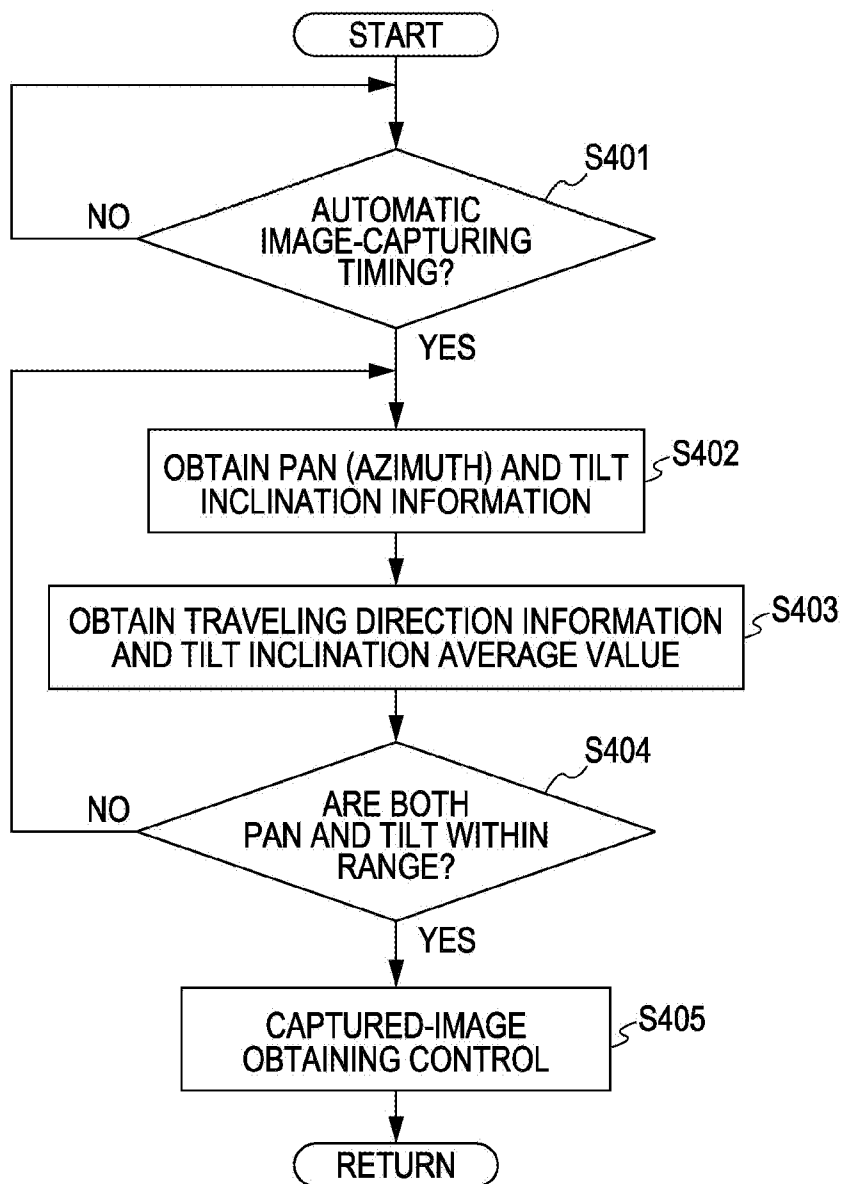 START
S401
AUTOMATIC
IMAGE-CAPTURING
TIMING?
NO
YES
S402
OBTAIN PAN (AZIMUTH) AND TILT
INCLINATION INFORMATION
S403
OBTAIN TRAVELING DIRECTION INFORMATION
AND TILT INCLINATION AVERAGE VALUE
S404
ARE BOTH
PAN AND TILT WITHIN
RANGE?
NO
YES
S405
CAPTURED-IMAGE
OBTAINING CONTROL
RETURN